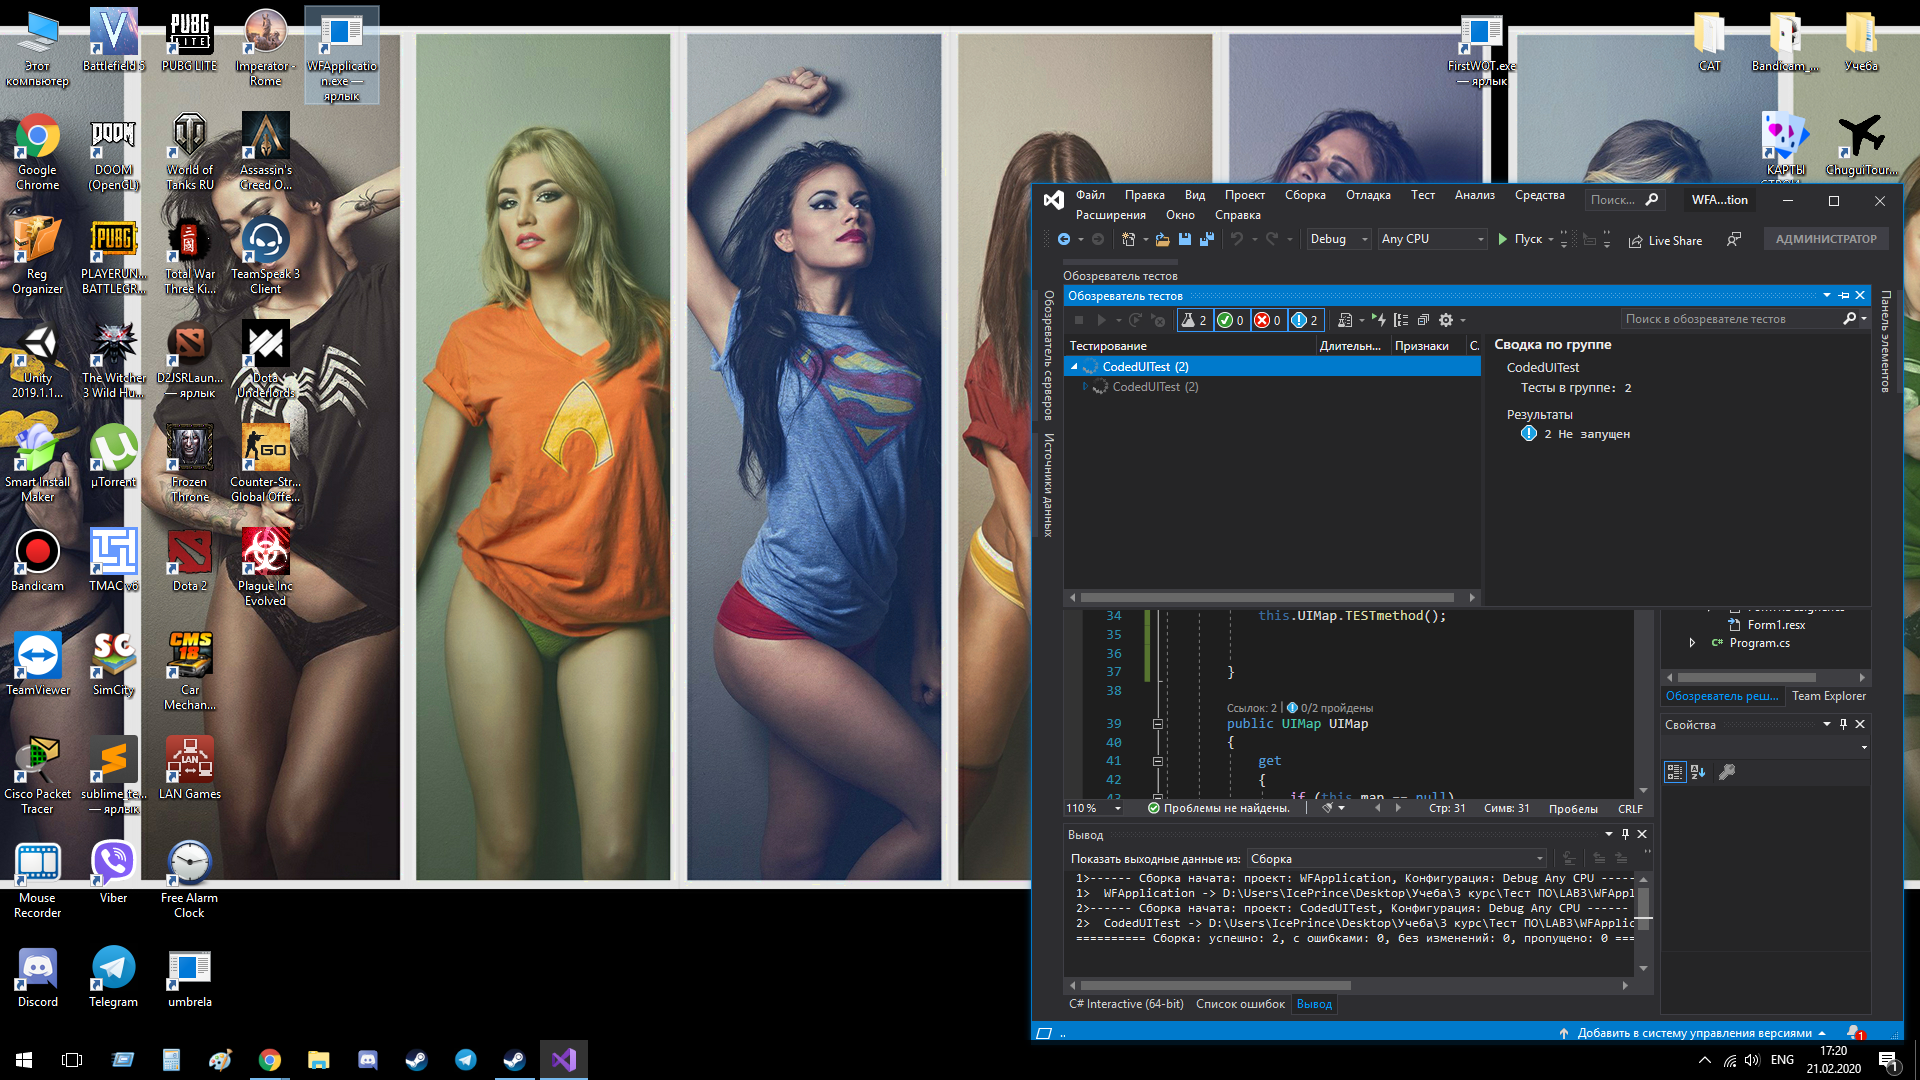 Этот компьютер
Battlefield 5
PUBG LITE
Imperator - Rome
WFApplication.exe — ярлык
FirstWOT.exe — ярлык
CAT
Bandicam_...
Учеба
Google Chrome
DOOM (OpenGL)
World of Tanks RU
Assassin's Creed O...
КАРТЫ
ChuguiTour...
Reg Organizer
PLAYERUN... BATTLEGR...
Total War Three Ki...
TeamSpeak 3 Client
Unity 2019.1.1...
The Witcher 3 Wild Hu...
D2JSRLaun... — ярлык
Dota Underlords
Smart Install Maker
µTorrent
Frozen Throne
Counter-Str... Global Offe...
Bandicam
TMAC v6
Dota 2
Plague Inc Evolved
TeamViewer
SimCity
Car Mechan...
Cisco Packet Tracer
sublime_te... — ярлык
LAN Games
Mouse Recorder
Viber
Free Alarm Clock
Discord
Telegram
umbrela
Файл Правка Вид Проект Сборка Отладка Тест Анализ Средства
Поиск...
WFA...tion
Расширения Окно Справка
Debug
Any CPU
Пуск
Live Share
АДМИНИСТРАТОР
Обозреватель тестов
Обозреватель серверов
Источники данных
Панель элементов
Обозреватель тестов
2 0 0 2
Поиск в обозревателе тестов
Тестирование Длительн... Признаки С.
CodedUITest (2)
CodedUITest (2)
Сводка по группе
CodedUITest
Тесты в группе: 2
Результаты
2 Не запущен
34 this.UIMap.TESTmethod();
35
36
37 }
38
Ссылок: 2 | 0/2 пройдены
39 public UIMap UIMap
40 {
41 get
42 {
43 if (this.map == null)
110 %
Проблемы не найдены.
Стр: 31 Симв: 31 Пробелы CRLF
Form1.resx
Program.cs
Обозреватель реш... Team Explorer
Свойства
Вывод
Показать выходные данные из: Сборка
1>------ Сборка начата: проект: WFApplication, Конфигурация: Debug Any CPU -----
1> WFApplication -> D:\Users\IcePrince\Desktop\Учеба\3 курс\Тест ПО\LAB3\WFAppl
2>------ Сборка начата: проект: CodedUITest, Конфигурация: Debug Any CPU ------
2> CodedUITest -> D:\Users\IcePrince\Desktop\Учеба\3 курс\Тест ПО\LAB3\WFApplic
========== Сборка: успешно: 2, с ошибками: 0, без изменений: 0, пропущено: 0 ===
C# Interactive (64-bit) Список ошибок Вывод
Добавить в систему управления версиями
1
ENG
17:20
21.02.2020
1